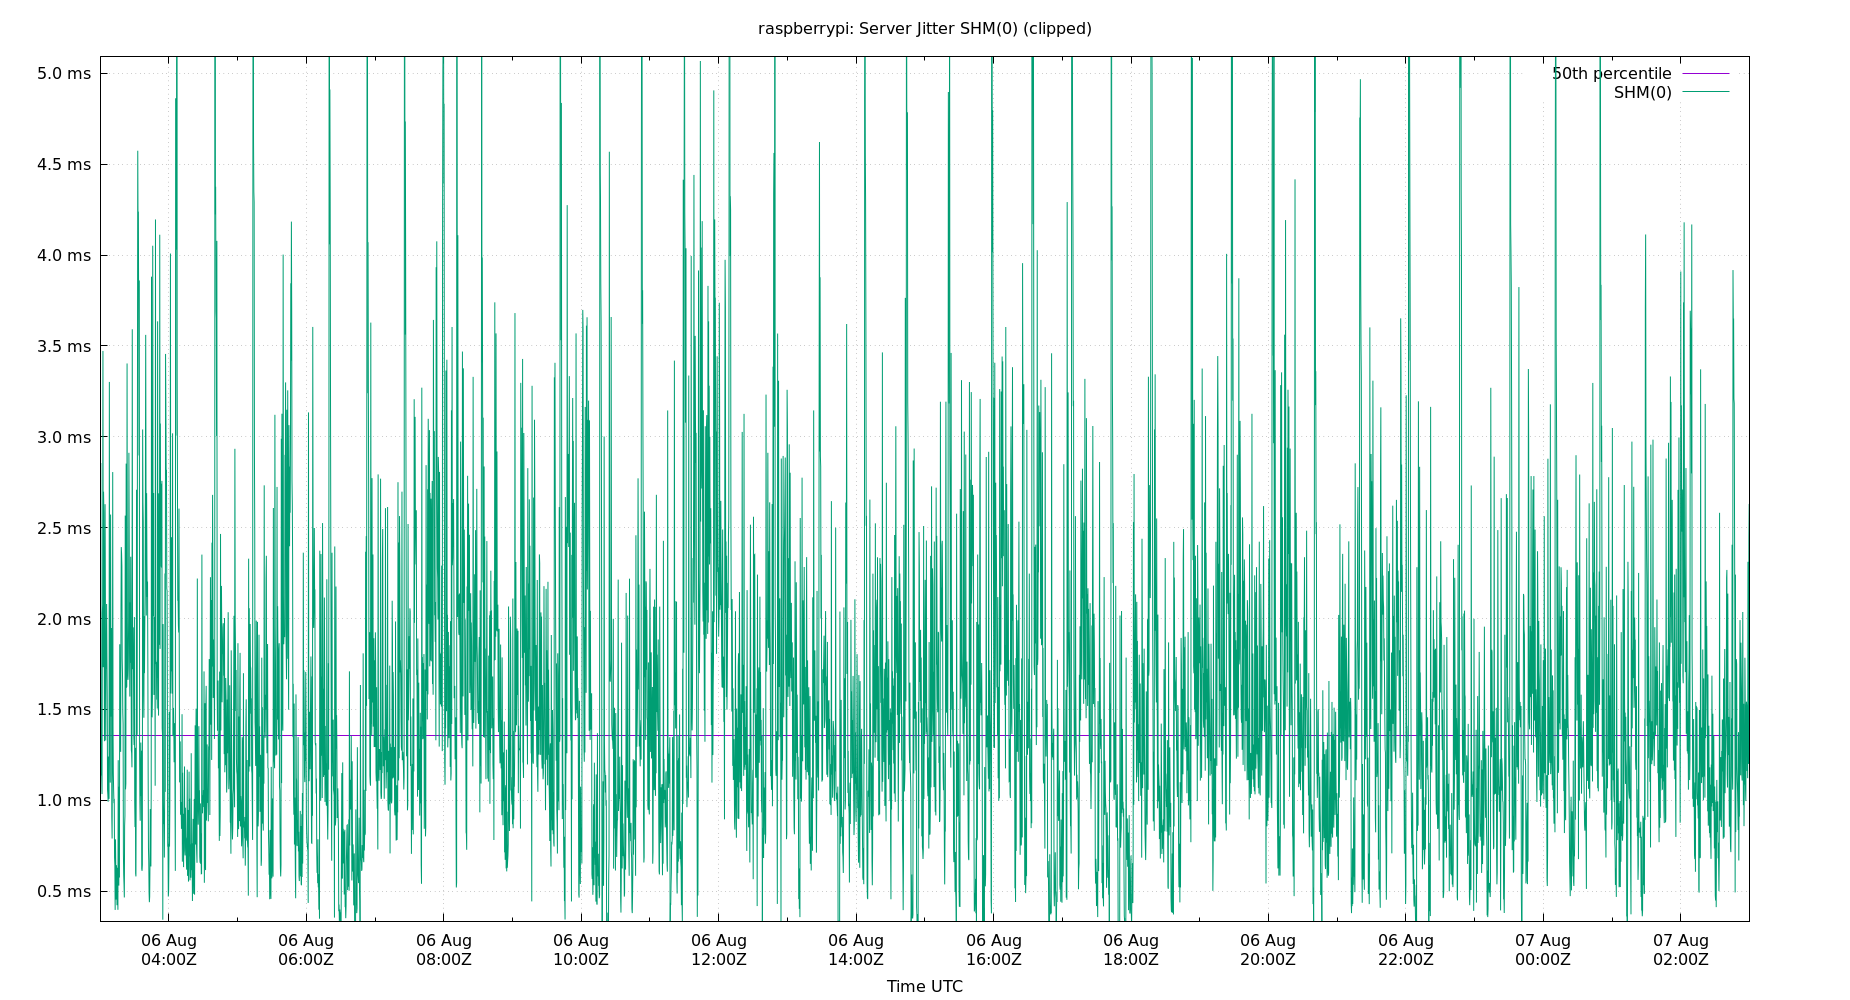 raspberrypi: Server Jitter SHM(0) (clipped)
5.0 ms
4.5 ms
4.0 ms
3.5 ms
3.0 ms
2.5 ms
2.0 ms
1.5 ms
1.0 ms
0.5 ms
50th percentile
SHM(0)
06 Aug
04:00Z
06 Aug
06:00Z
06 Aug
08:00Z
06 Aug
10:00Z
06 Aug
12:00Z
06 Aug
14:00Z
06 Aug
16:00Z
06 Aug
18:00Z
06 Aug
20:00Z
06 Aug
22:00Z
07 Aug
00:00Z
07 Aug
02:00Z
Time UTC